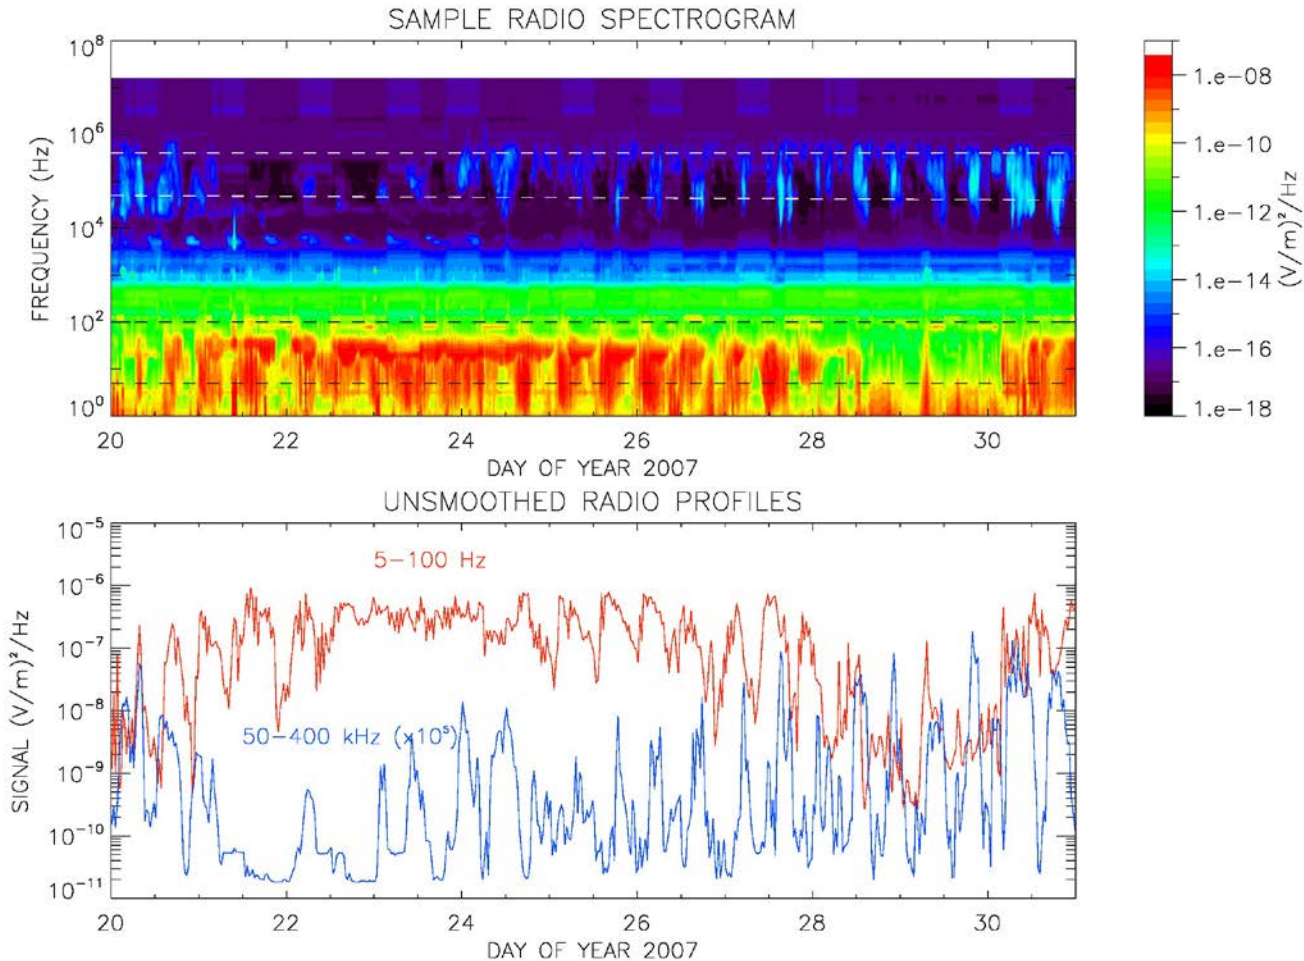 SAMPLE RADIO SPECTROGRAM
10⁸
10⁶
10⁴
10²
10⁰
FREQUENCY (Hz)
20 22 24 26 28 30
DAY OF YEAR 2007
1.e−08
1.e−10
1.e−10
1.e−12
1.e−14
1.e−16
1.e−18
(V/m)²/Hz
UNSMOOTHED RADIO PROFILES
10⁻⁵
10⁻⁶
10⁻⁷
10⁻⁸
10⁻⁹
10⁻¹⁰
10⁻¹¹
SIGNAL (V/m)²/Hz
5−100 Hz
50−400 kHz (x10⁵)
20 22 24 26 28 30
DAY OF YEAR 2007